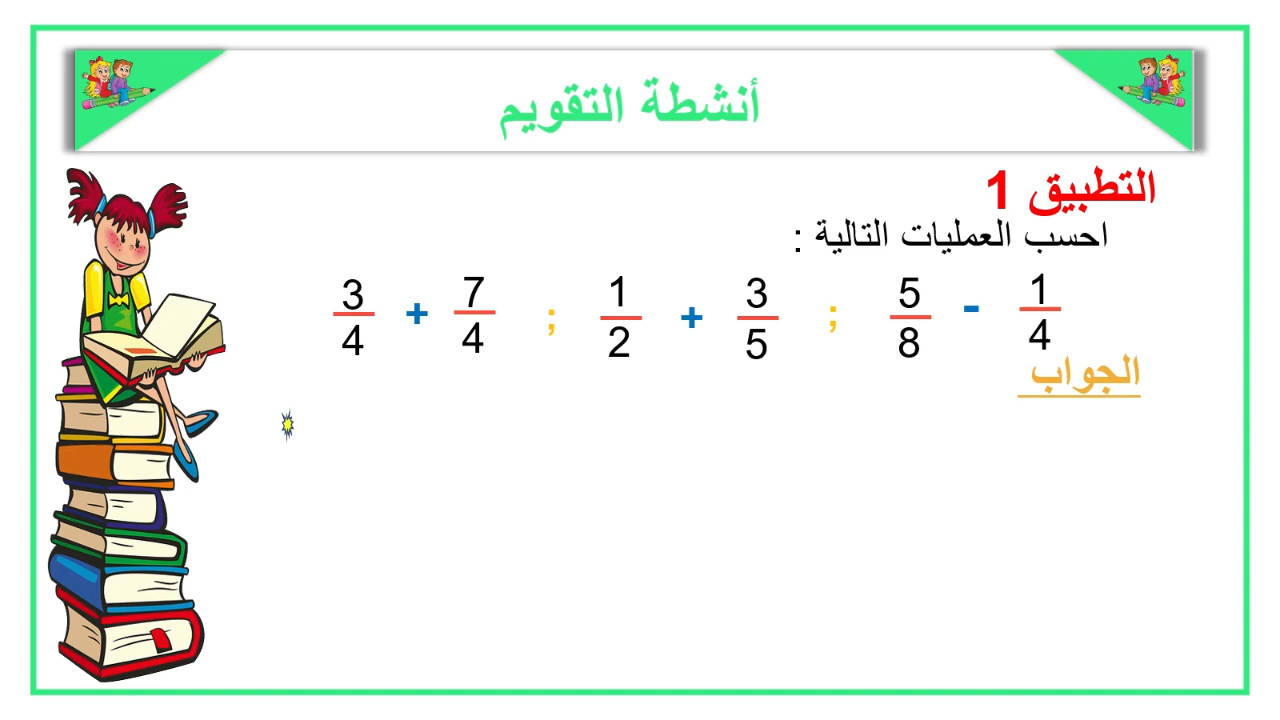 أنشطة التقويم
التطبيق 1
احسب العمليات التالية :
3/4 + 7/4 ; 1/2 + 3/5 ; 5/8 - 1/4
الجواب